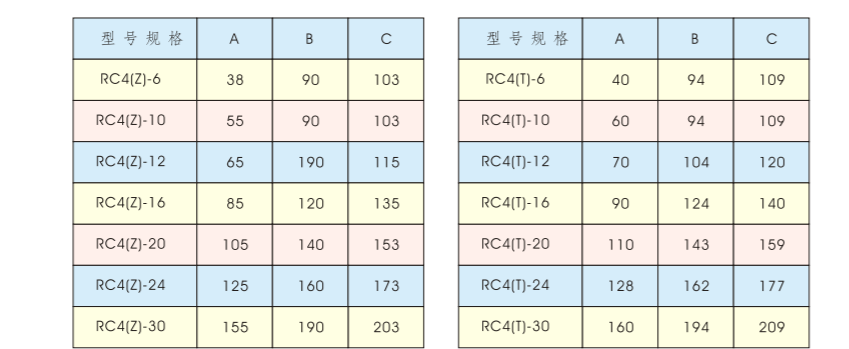 型号规格 A B C 型号规格 A B C
RC4(Z)-6 38 90 103 RC4(T)-6 40 94 109
RC4(Z)-10 55 90 103 RC4(T)-10 60 94 109
RC4(Z)-12 65 190 115 RC4(T)-12 70 104 120
RC4(Z)-16 85 120 135 RC4(T)-16 90 124 140
RC4(Z)-20 105 140 153 RC4(T)-20 110 143 159
RC4(Z)-24 125 160 173 RC4(T)-24 128 162 177
RC4(Z)-30 155 190 203 RC4(T)-30 160 194 209